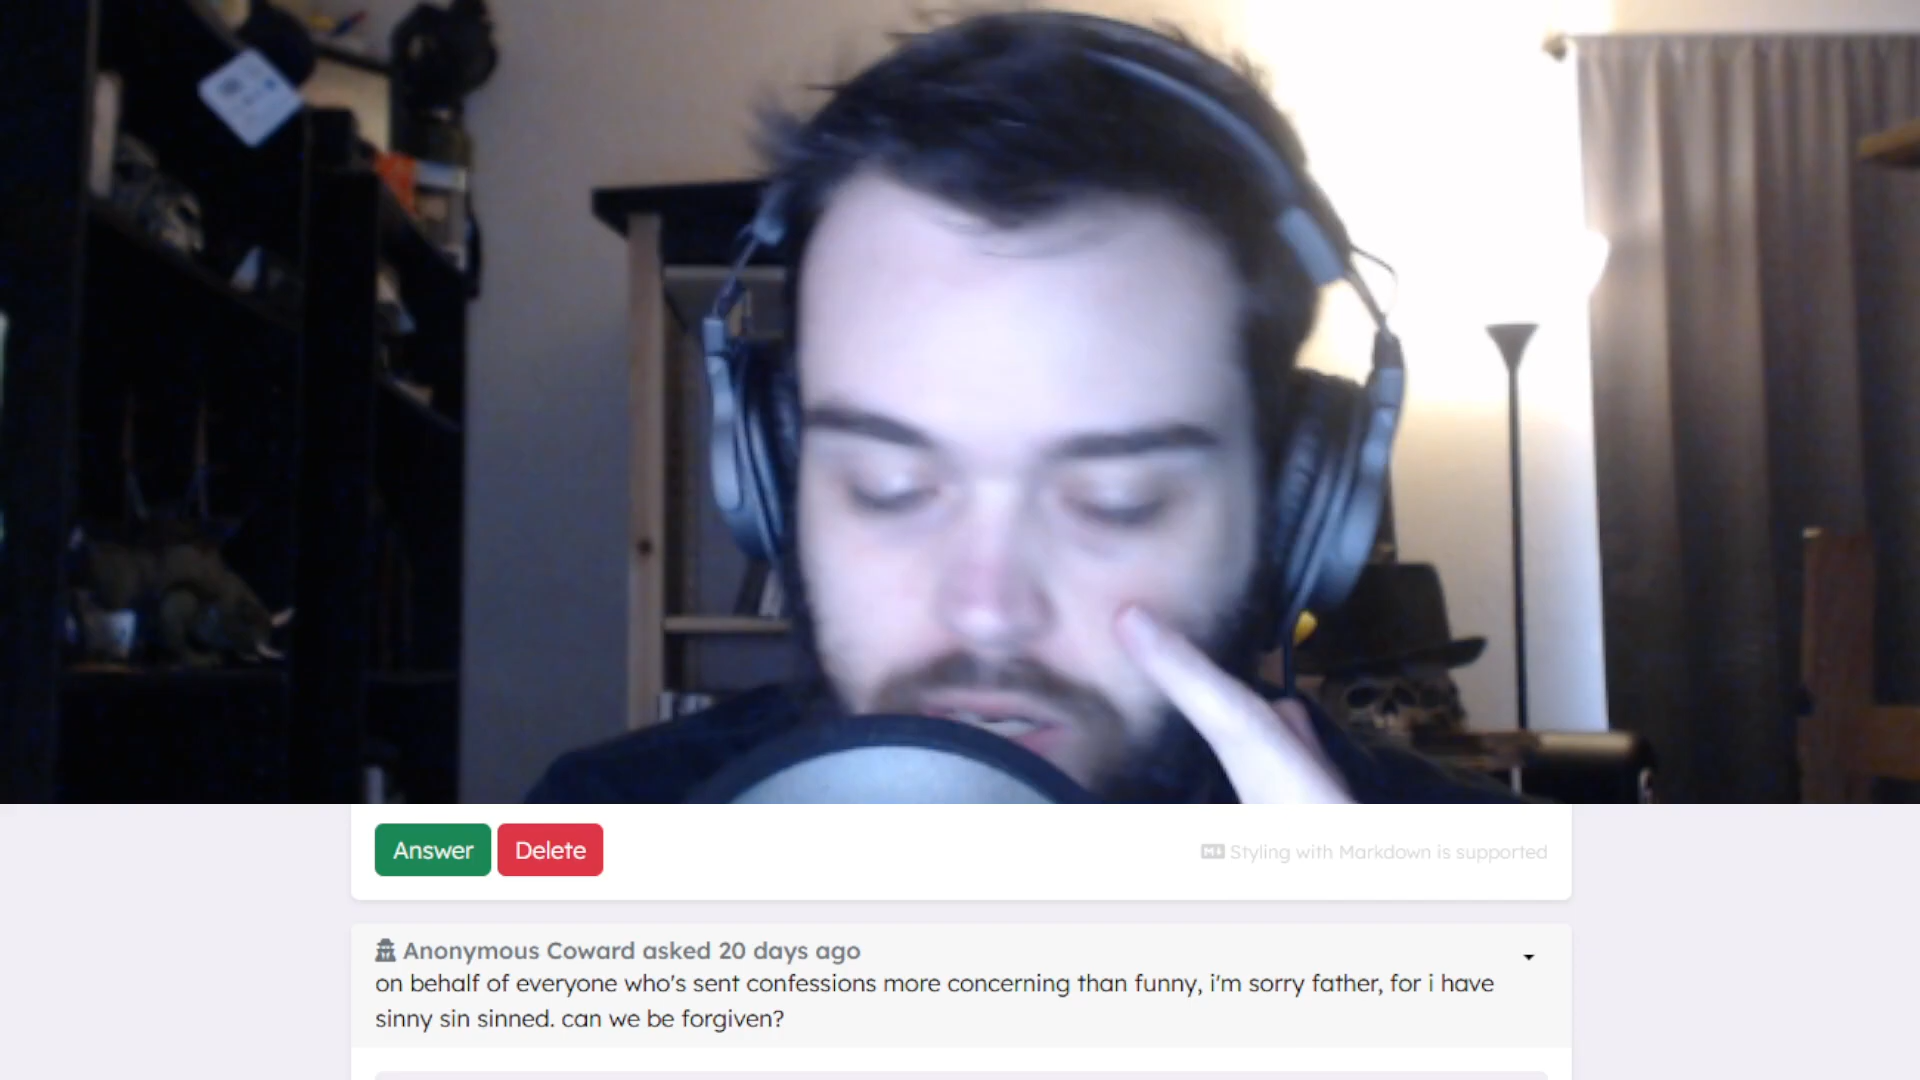 Answer Delete Styling with Markdown is supported
Anonymous Coward asked 20 days ago
on behalf of everyone who's sent confessions more concerning than funny, i'm sorry father, for i have
sinny sin sinned. can we be forgiven?